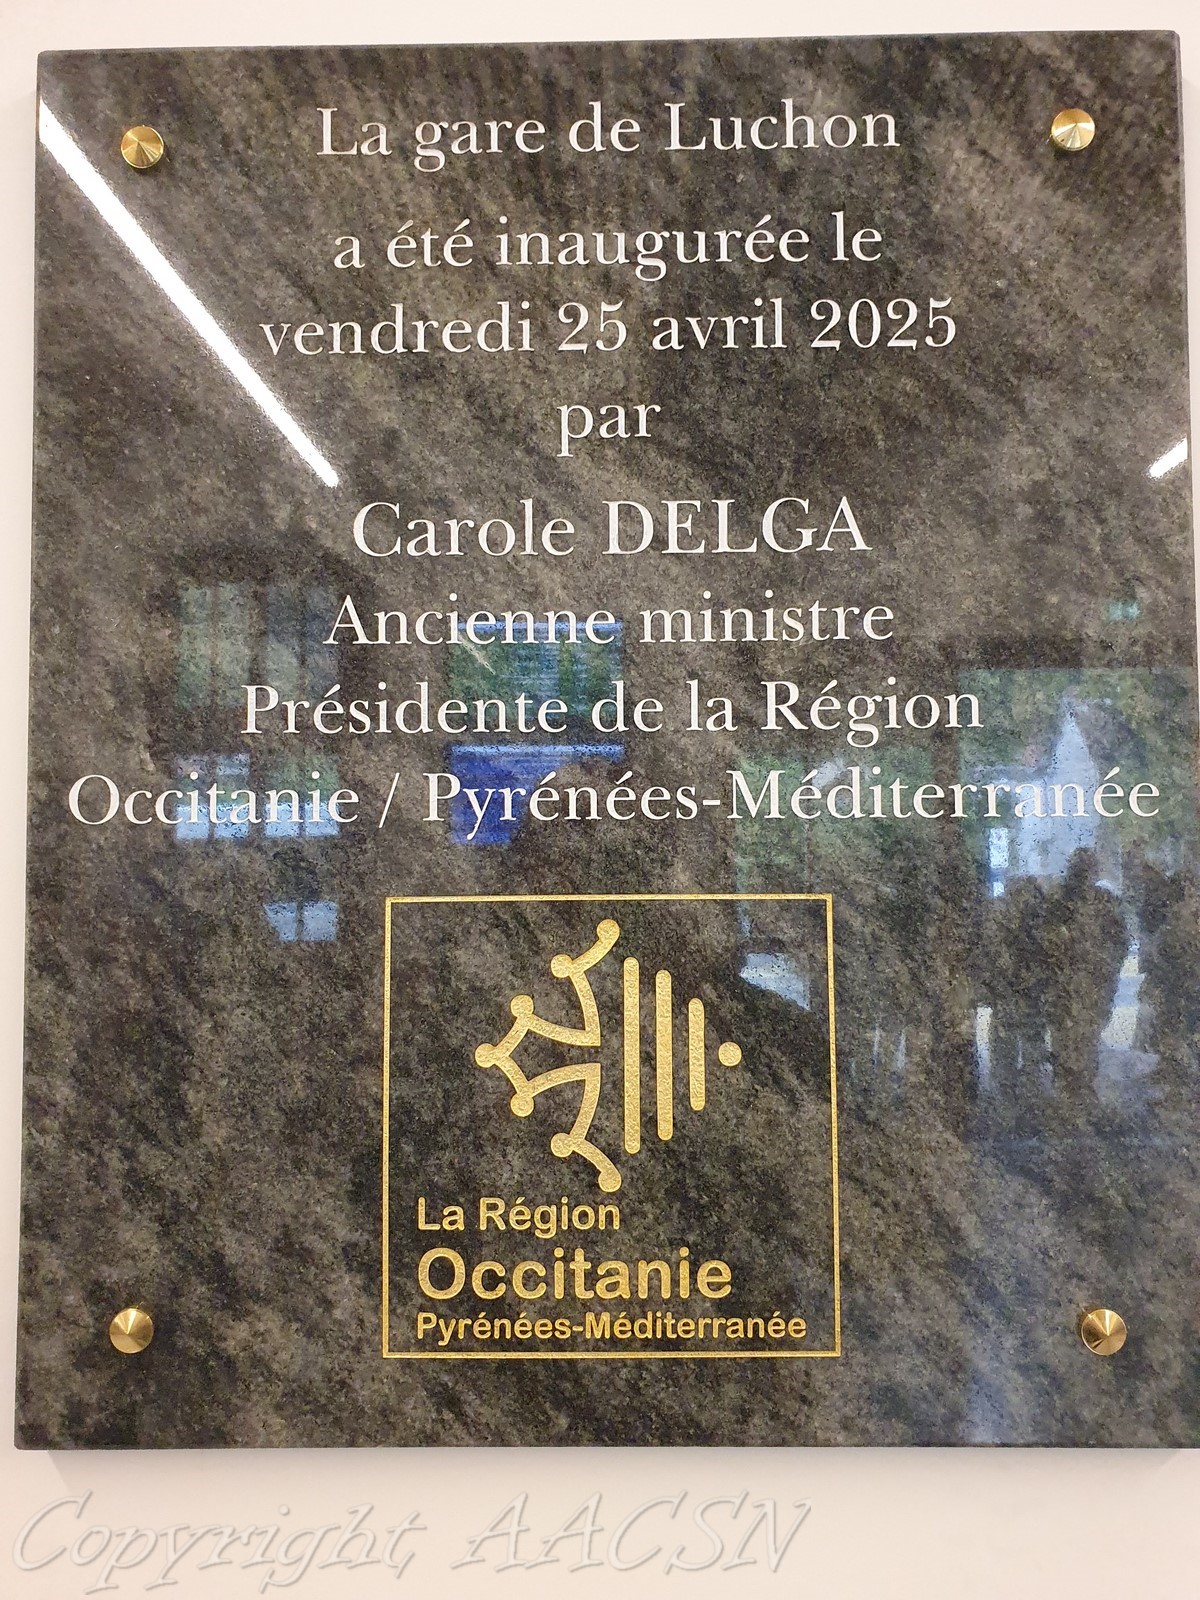 La gare de Luchon
a été inaugurée le
vendredi 25 avril 2025
par
Carole DELGA
Ancienne ministre
Présidente de la Région
Occitanie / Pyrénées-Méditerranée
La Région
Occitanie
Pyrénées-Méditerranée
Copyright AACSN